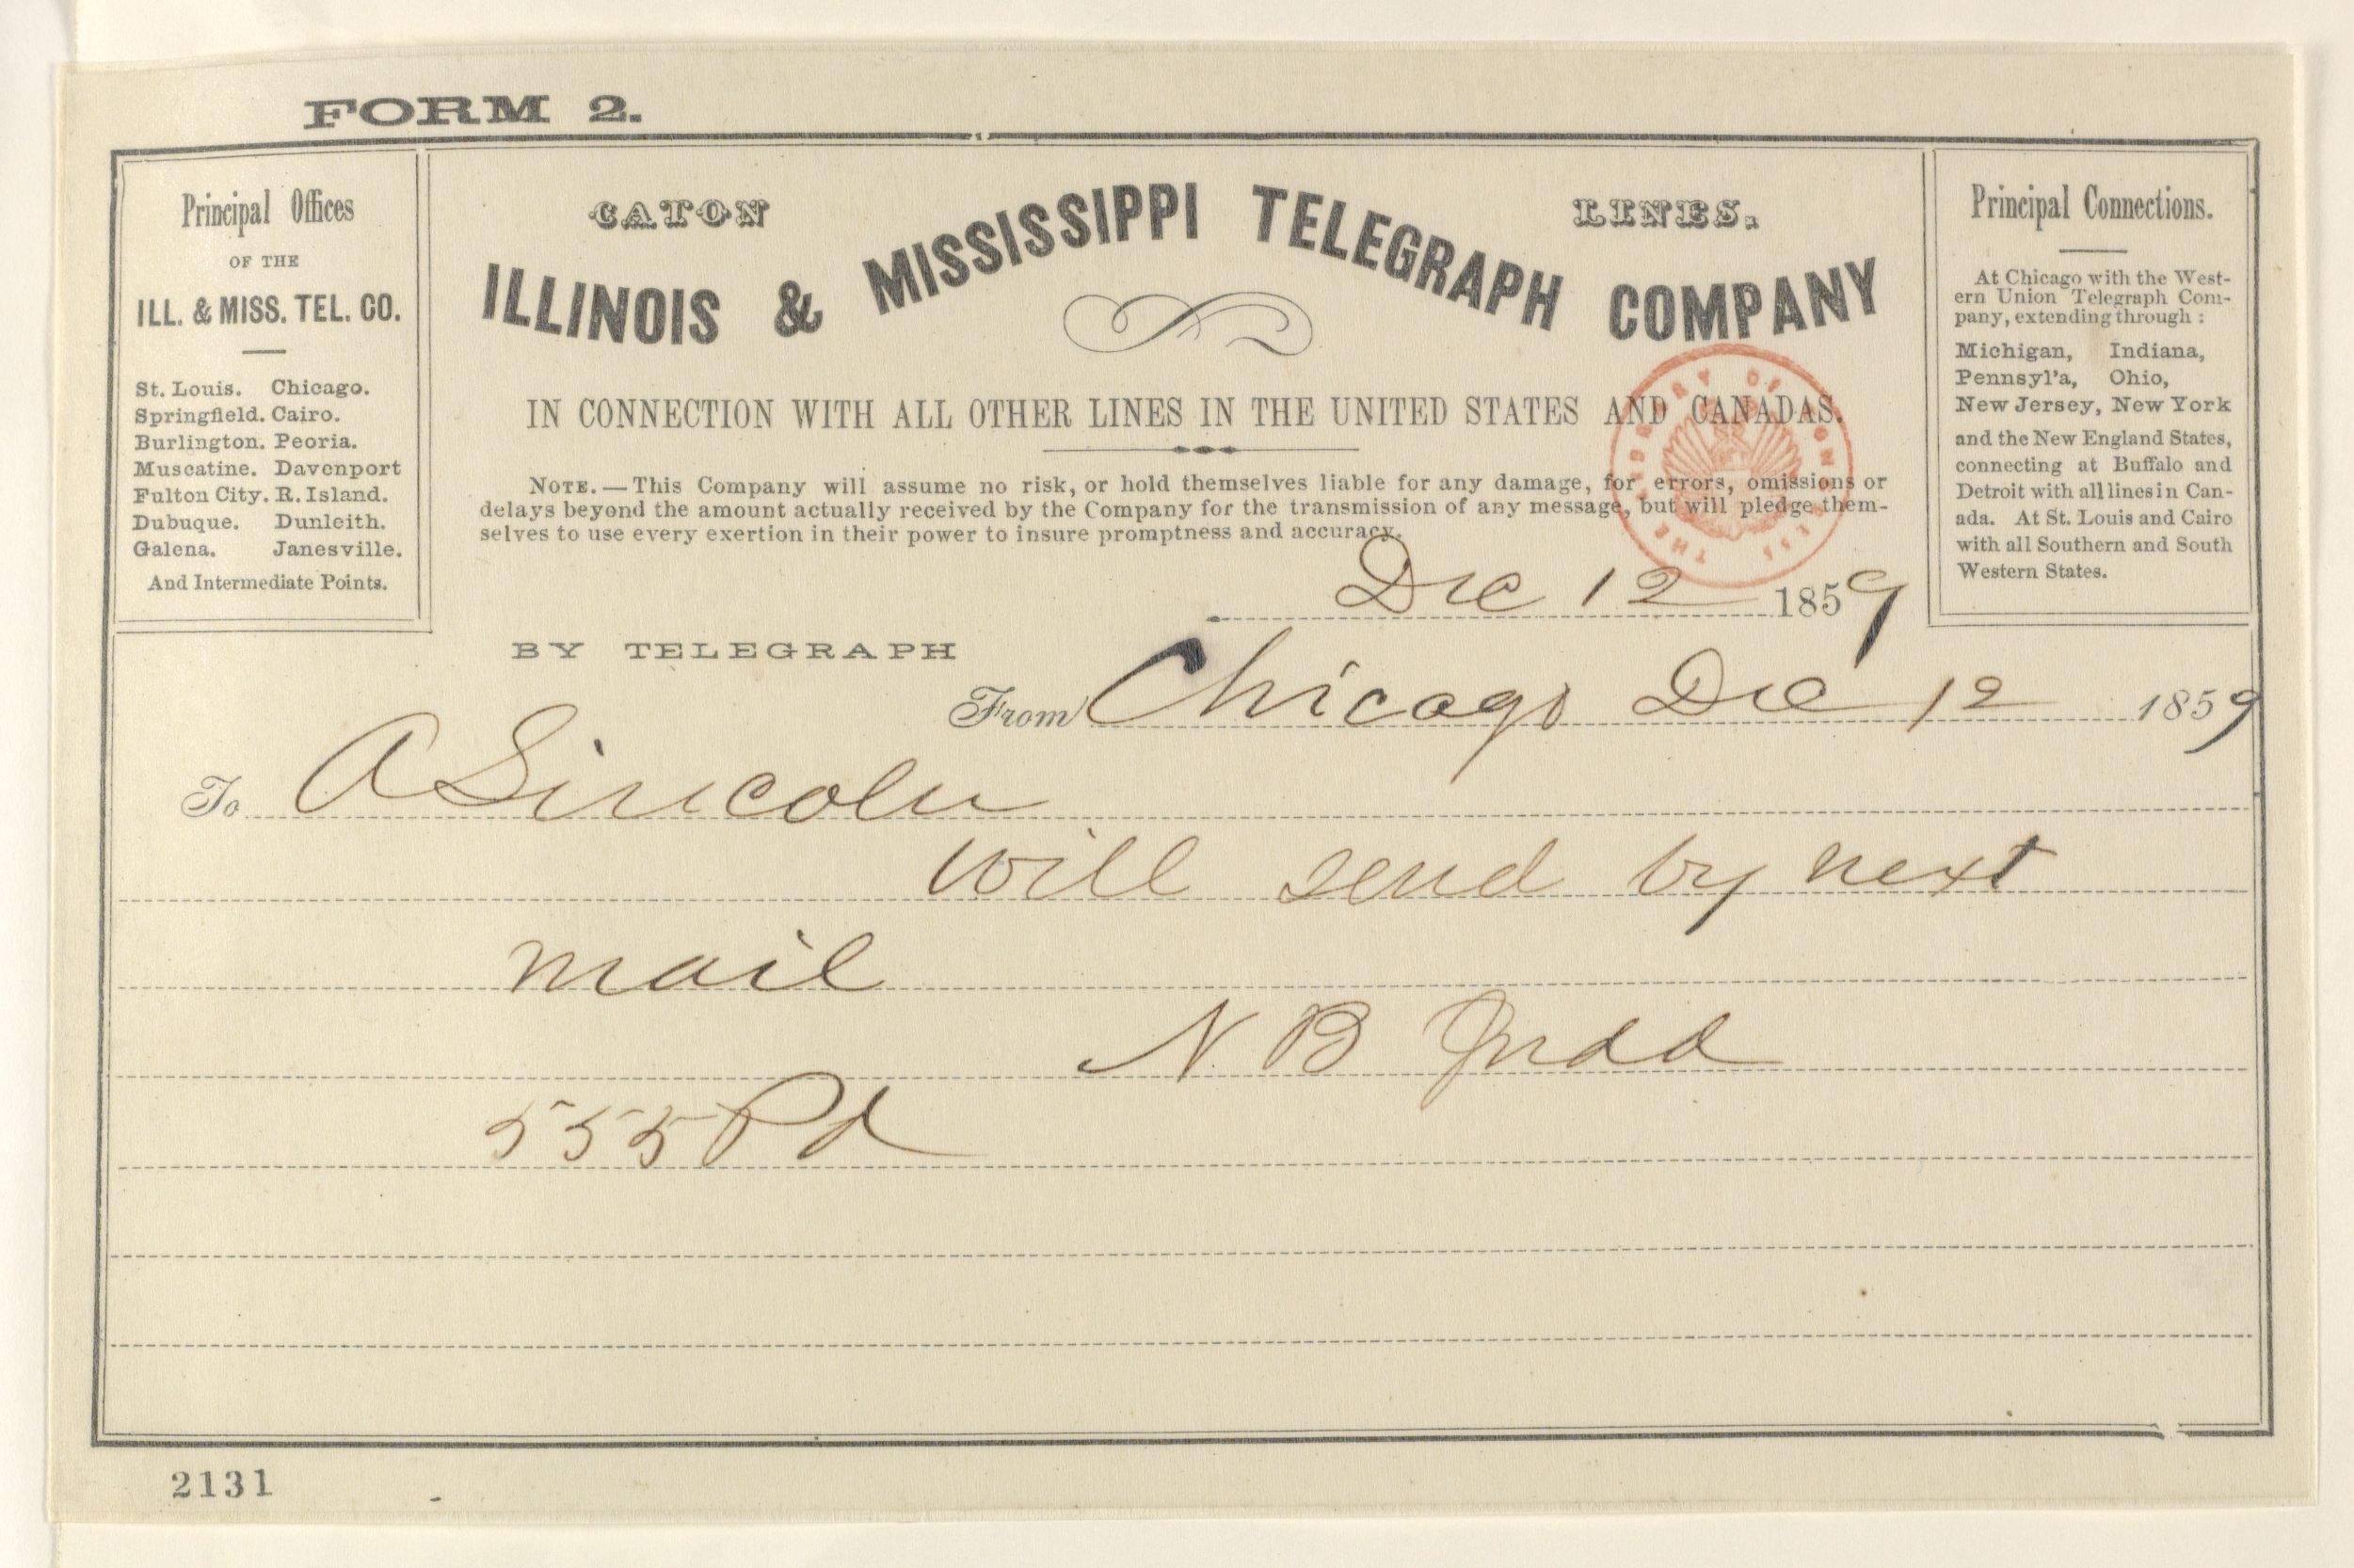 FORM 2.
Principal Offices
OF THE
ILL. & MISS. TEL. CO.
St. Louis. Chicago.
Springfield. Cairo.
Burlington. Peoria.
Muscatine. Davenport
Fulton City. R. Island.
Dubuque. Dunleith.
Galena. Janesville.
And Intermediate Points.
CATON LINES.
ILLINOIS & MISSISSIPPI TELEGRAPH COMPANY
IN CONNECTION WITH ALL OTHER LINES IN THE UNITED STATES AND CANADAS.
NOTE.—This Company will assume no risk, or hold themselves liable for any damage, for errors, omissions or
delays beyond the amount actually received by the Company for the transmission of any message, but will pledge them-
selves to use every exertion in their power to insure promptness and accuracy.
Principal Connections.
At Chicago with the West-
ern Union Telegraph Com-
pany, extending through:
Michigan, Indiana,
Pennsyl'a, Ohio,
New Jersey, New York
and the New England States,
connecting at Buffalo and
Detroit with all lines in Can-
ada. At St. Louis and Cairo
with all Southern and South
Western States.
THE LIBRARY OF CONGRESS
Dec 12 1859
BY TELEGRAPH
From Chicago Dec 12 1859
To A Lincoln
will send by next
mail
N. B Judd
555 Pd
2131